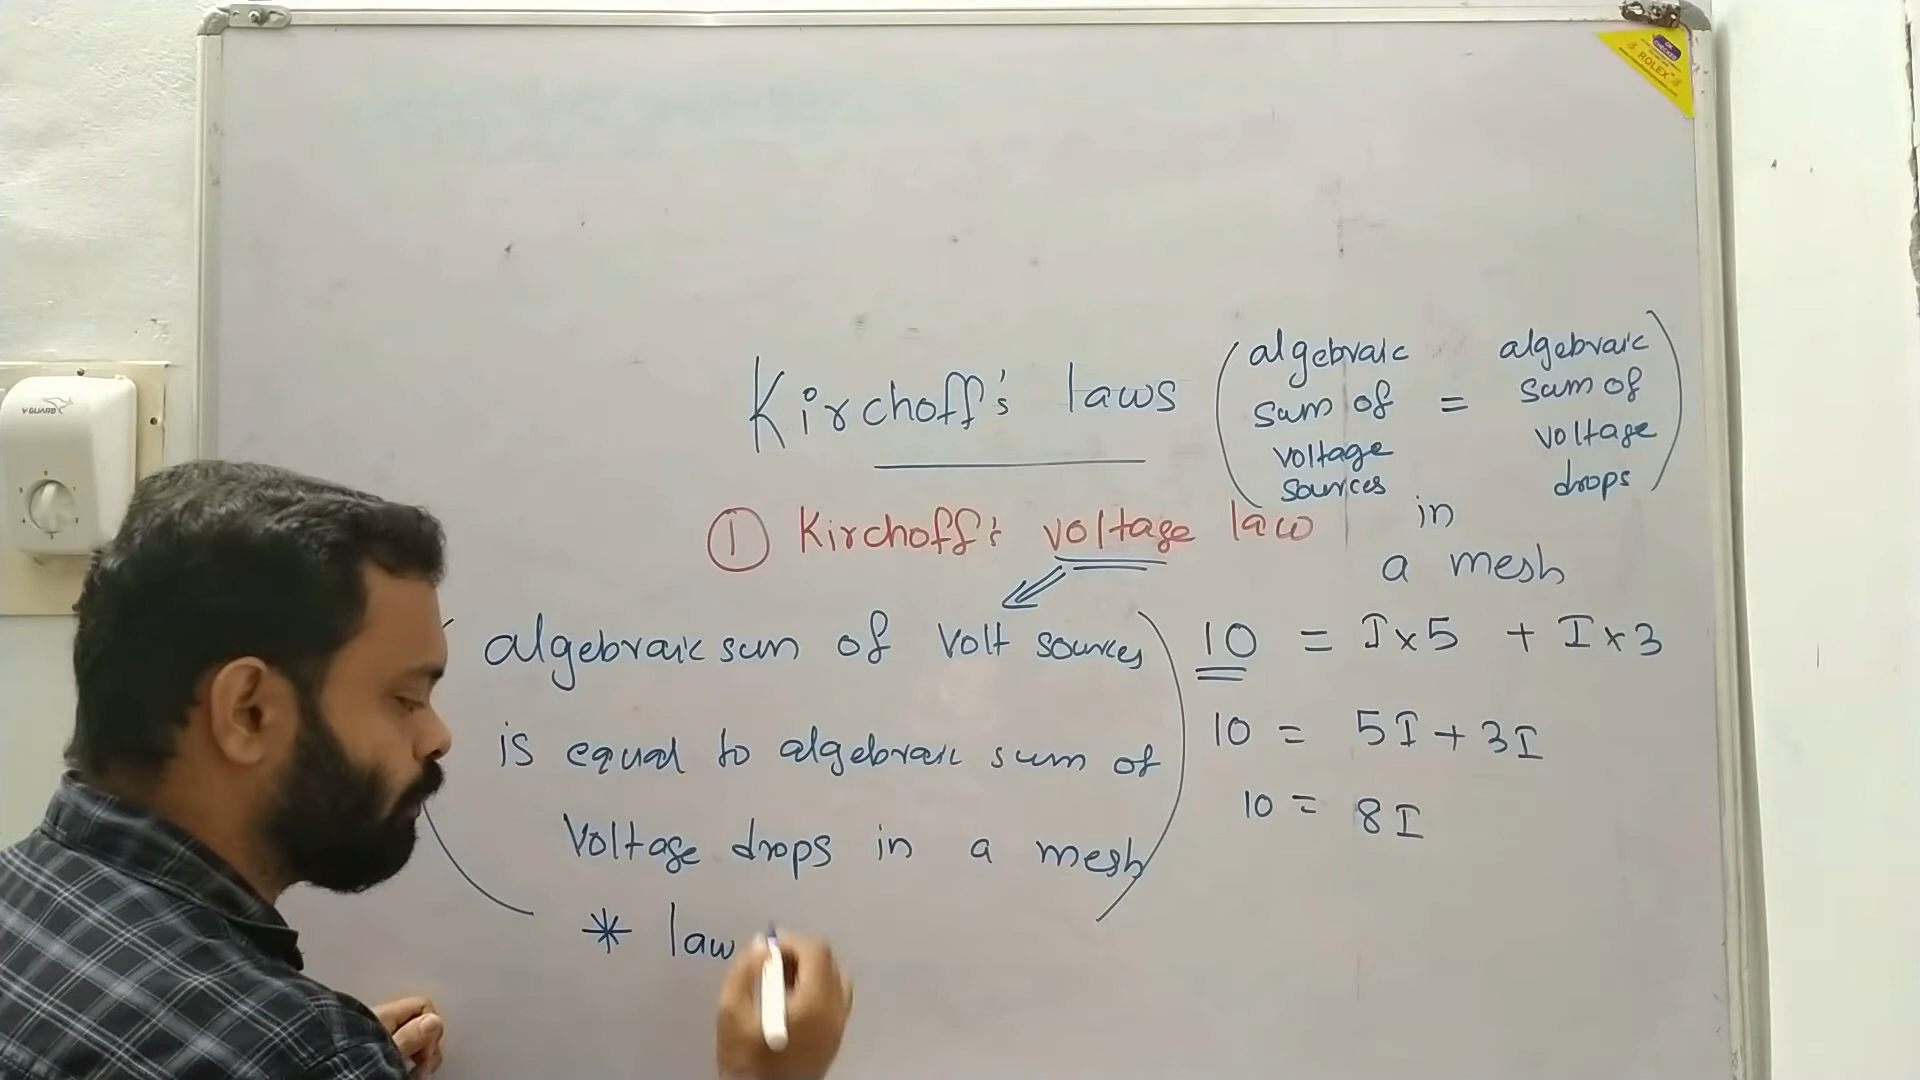 Kirchoff's laws
( algebraic sum of voltage sources = algebraic sum of voltage drops )
in
a mesh
① Kirchoff's voltage law
algebraic sum of Volt sources
is equal to algebraic sum of
Voltage drops in a mesh
* law
10 = I×5 + I×3
10 = 5I + 3I
10 = 8I
V GUARD
ROLEX